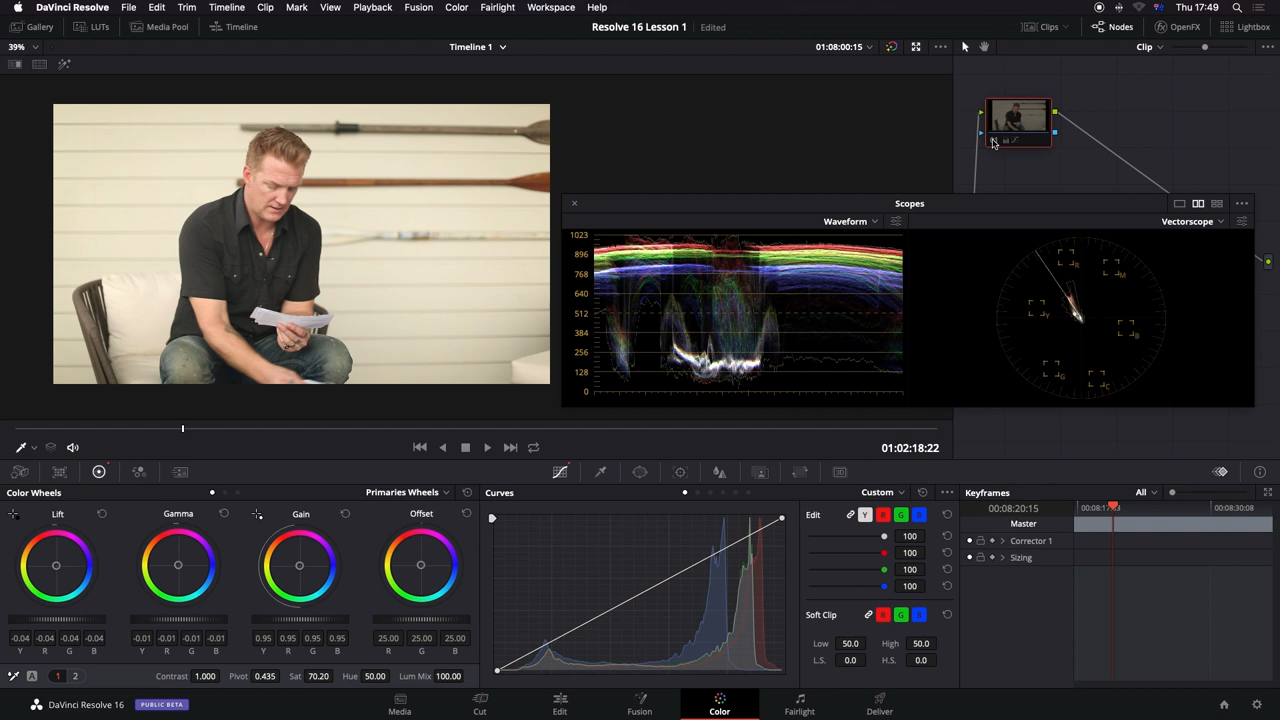 DaVinci Resolve File Edit Trim Timeline Clip Color View Playback Fusion Fairlight Workspace Help Thu 17:49
Gallery LUTs Media Pool Timeline Resolve 16 Lesson 1 Edited Clips Nodes OpenFX Lightbox
39% Timeline 1 01:08:00:15 Clip
Scopes
Waveform Vectorscope
1023
896
768
640
512
384
256
128
0
R
M
Y
B
G
C
01:02:18:22
Color Wheels Primaries Wheels Curves Custom Keyframes All
Lift Gamma Gain Offset
-0.04 -0.04 -0.04 -0.04 -0.01 -0.01 -0.01 -0.01 0.95 0.95 0.95 0.95 25.00 25.00 25.00
Y R G B Y R G B Y R G B R G B
A 1 2 Contrast 1.000 Pivot 0.435 Sat 70.20 Hue 50.00 Lum Mix 100.00
Edit Y R G B
100
100
100
100
Soft Clip R G B
Low 50.0 High 50.0
L.S. 0.0 H.S. 0.0
00:08:20:15 00:08:30:08
Master
Corrector 1
Sizing
DaVinci Resolve 16 PUBLIC BETA Media Cut Edit Fusion Color Fairlight Deliver